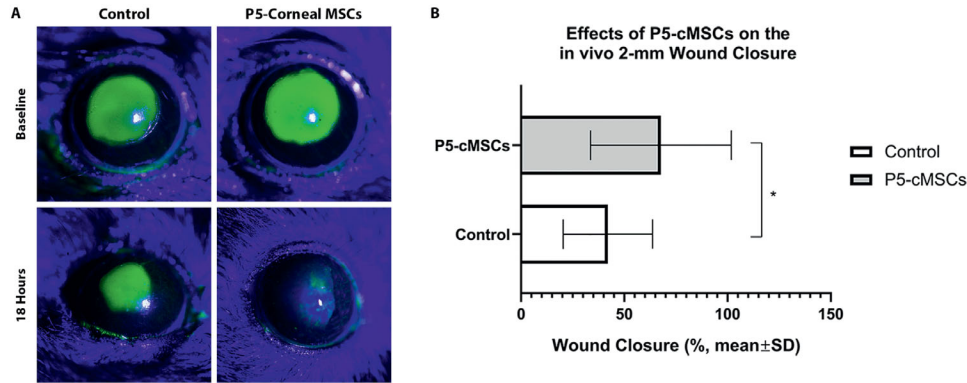 A
Control
P5-Corneal MSCs
Baseline
18 Hours
B
Effects of P5-cMSCs on the
in vivo 2-mm Wound Closure
P5-cMSCs
Control
*
Control
P5-cMSCs
0
50
100
150
Wound Closure (%, mean±SD)